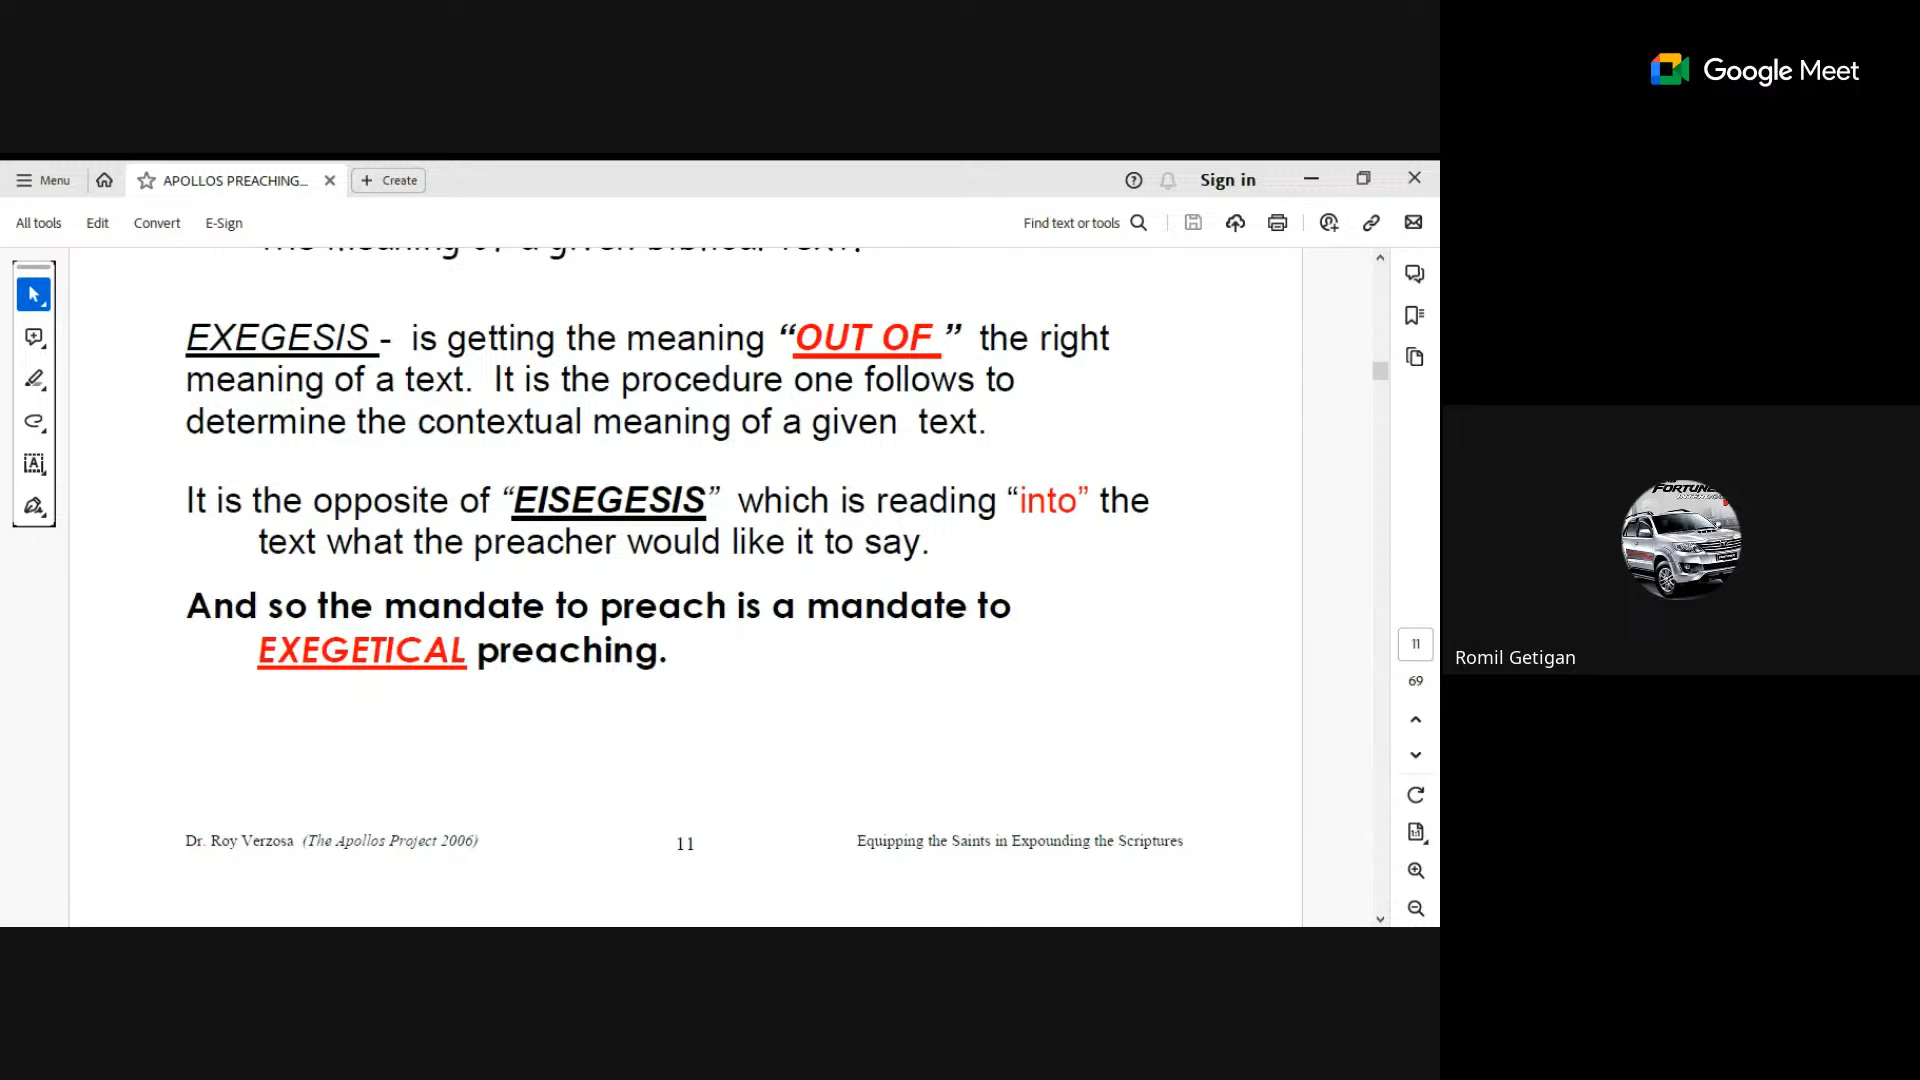 Google Meet
Menu
APOLLOS PREACHING...
Create
Sign in
All tools
Edit
Convert
E-Sign
Find text or tools
EXEGESIS - is getting the meaning “OUT OF ” the right
meaning of a text. It is the procedure one follows to
determine the contextual meaning of a given text.
It is the opposite of “EISEGESIS” which is reading “into” the
text what the preacher would like it to say.
And so the mandate to preach is a mandate to
EXEGETICAL preaching.
11
69
Dr. Roy Verzosa (The Apollos Project 2006)
11
Equipping the Saints in Expounding the Scriptures
Romil Getigan